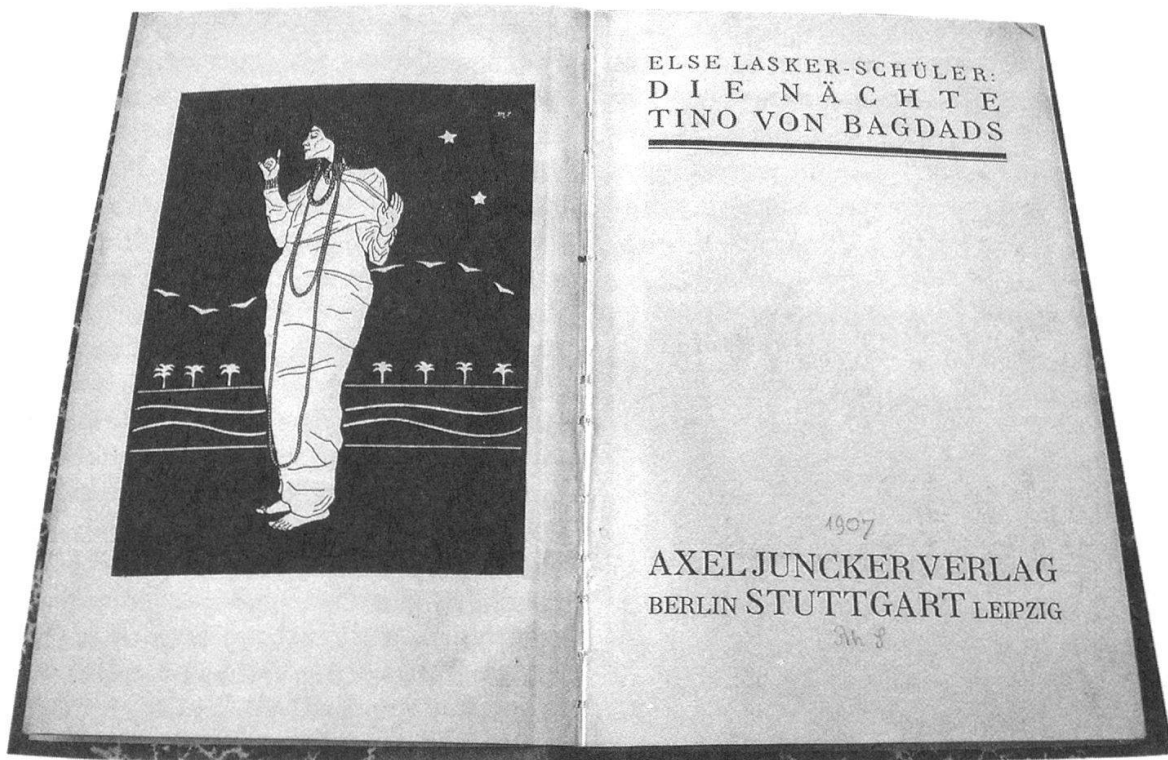 ELSE LASKER-SCHÜLER:
DIE NÄCHTE
TINO VON BAGDADS
1907
AXEL JUNCKER VERLAG
BERLIN STUTTGART LEIPZIG